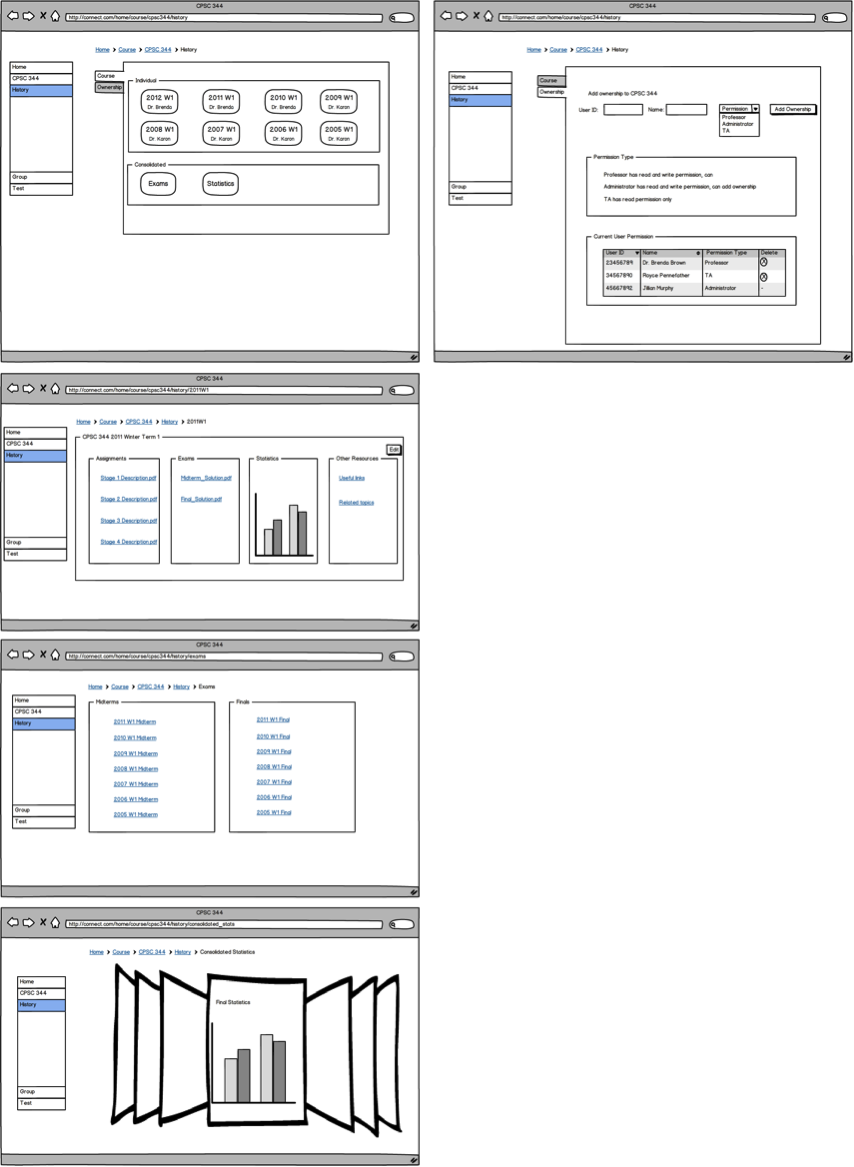 CPSC 344
http://connect.com/home/course/cpsc344/history
Home > Course > CPSC 344 > History
Home
CPSC 344
History
Group
Test
Course
Ownership
Individual
2012 W1 2011 W1 2010 W1 2009 W1
Dr. Brenda Dr. Brenda Dr. Brenda Dr. Karon
2008 W1 2007 W1 2006 W1 2005 W1
Dr. Karon Dr. Karon Dr. Karon Dr. Karon
Consolidated
Exams Statistics
CPSC 344
http://connect.com/home/course/cpsc344/history
Home > Course > CPSC 344 > History
Home
CPSC 344
History
Group
Test
Course
Ownership
Add ownership to CPSC 344
User ID: Name: Permission Add Ownership
Professor
Administrator
TA
Permission Type
Professor has read and write permission, can
Administrator has read and write permission, can add ownership
TA has read permission only
Current User Permission
User ID Name Permission Type Delete
23456789 Dr. Brenda Brown Professor X
34567890 Royce Pennefather TA X
45667892 Jillian Murphy Administrator -
CPSC 344
http://connect.com/home/course/cpsc344/history/2011W1
Home > Course > CPSC 344 > History > 2011W1
Home
CPSC 344
History
Group
Test
CPSC 344 2011 Winter Term 1
Edit
Assignments
Stage 1 Description.pdf
Stage 2 Description.pdf
Stage 3 Description.pdf
Stage 4 Description.pdf
Exams
Midterm_Solution.pdf
Final_Solution.pdf
Statistics
Other Resources
Useful links
Related topics
CPSC 344
http://connect.com/home/course/cpsc344/history/exams
Home > Course > CPSC 344 > History > Exams
Home
CPSC 344
History
Group
Test
Midterms
2011 W1 Midterm
2010 W1 Midterm
2009 W1 Midterm
2008 W1 Midterm
2007 W1 Midterm
2006 W1 Midterm
2005 W1 Midterm
Finals
2011 W1 Final
2010 W1 Final
2009 W1 Final
2008 W1 Final
2007 W1 Final
2006 W1 Final
2005 W1 Final
CPSC 344
http://connect.com/home/course/cpsc344/history/consolidated_stats
Home > Course > CPSC 344 > History > Consolidated Statistics
Home
CPSC 344
History
Group
Test
Final Statistics